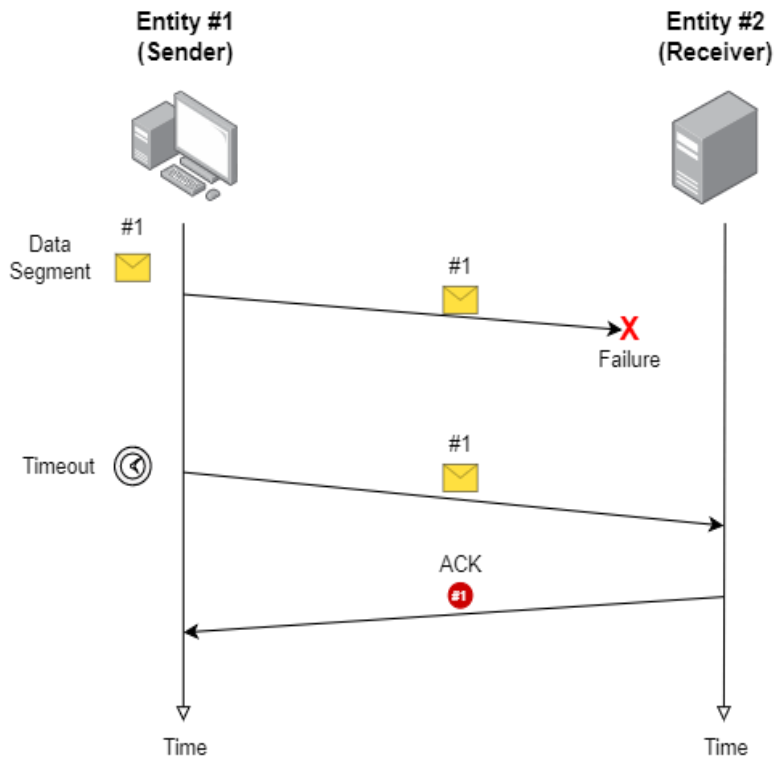 Entity #1
(Sender)
Entity #2
(Receiver)
#1
Data
Segment
#1
X
Failure
Timeout
#1
ACK
#1
Time
Time